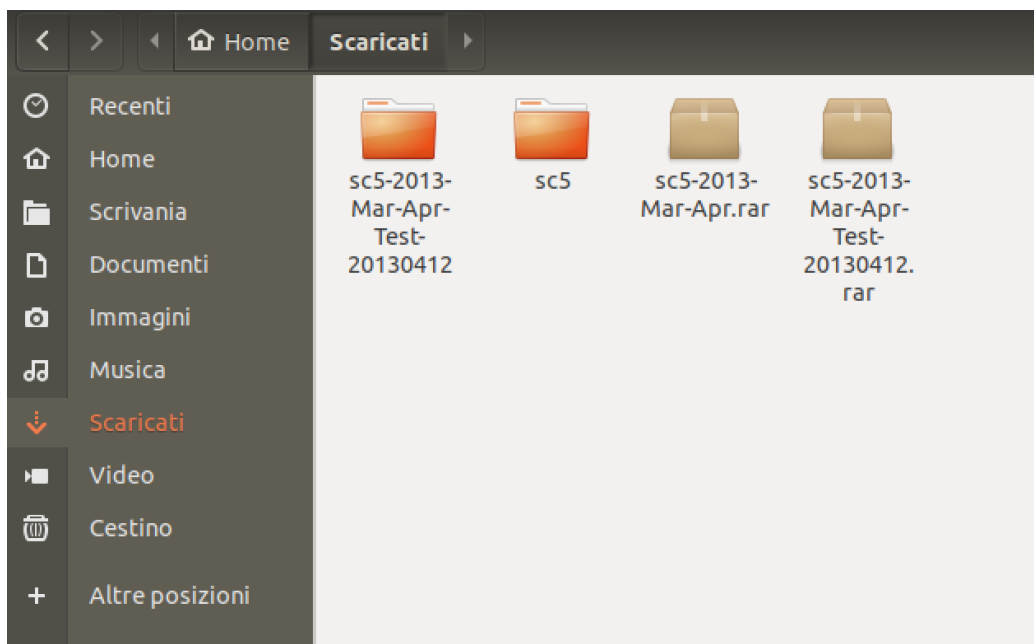 Home
Scaricati
Recenti
Home
Scrivania
Documenti
Immagini
Musica
Scaricati
Video
Cestino
Altre posizioni
sc5-2013-
Mar-Apr-
Test-
20130412
sc5
sc5-2013-
Mar-Apr.rar
sc5-2013-
Mar-Apr-
Test-
20130412.
rar